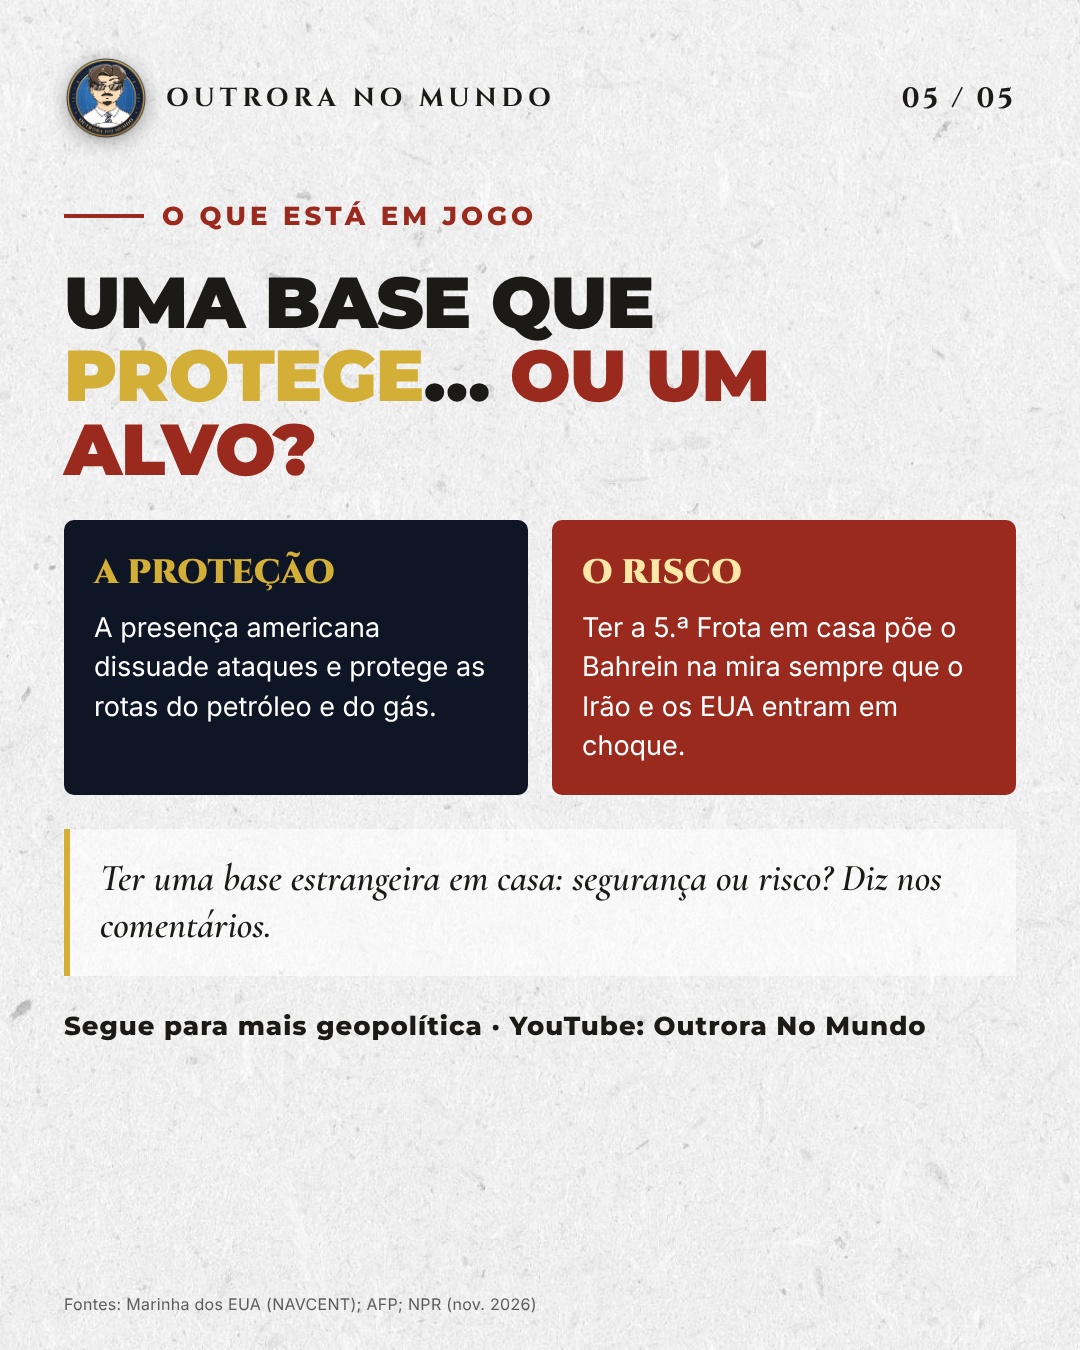 OUTRORA NO MUNDO
05 / 05
O QUE ESTÁ EM JOGO
UMA BASE QUE
PROTEGE... OU UM
ALVO?
A PROTEÇÃO
A presença americana
dissuade ataques e protege as
rotas do petróleo e do gás.
O RISCO
Ter a 5.ª Frota em casa põe o
Bahrein na mira sempre que o
Irão e os EUA entram em
choque.
Ter uma base estrangeira em casa: segurança ou risco? Diz nos
comentários.
Segue para mais geopolítica · YouTube: Outrora No Mundo
Fontes: Marinha dos EUA (NAVCENT); AFP; NPR (nov. 2026)